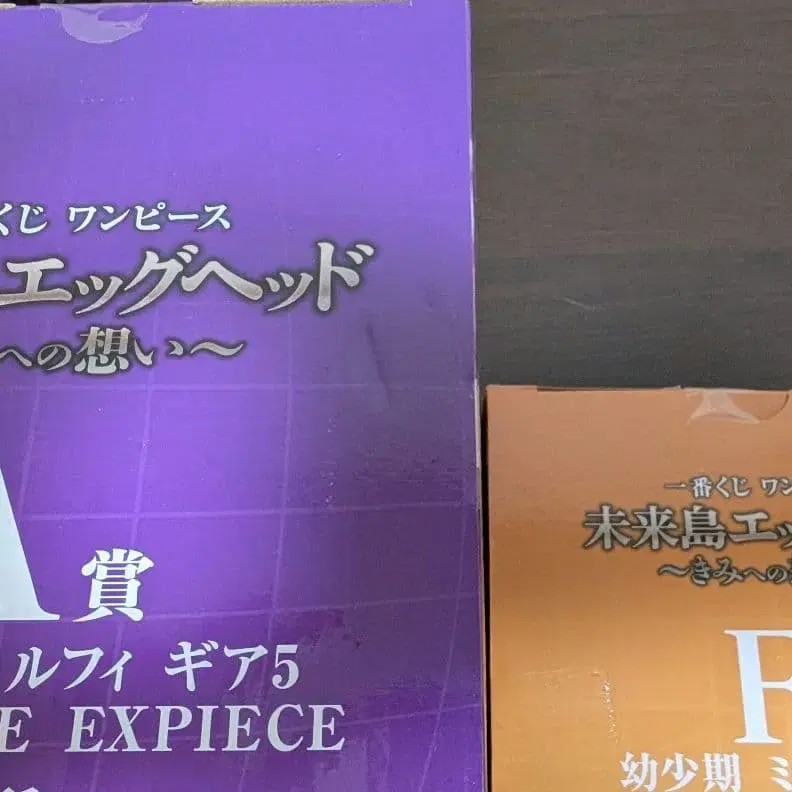 くじ ワンピース
エッグヘッド
への想い〜
A賞
ルフィ ギア5
E EXPIECE
一番くじ ワン
未来島エッ
〜きみへの
F
幼少期 ミ